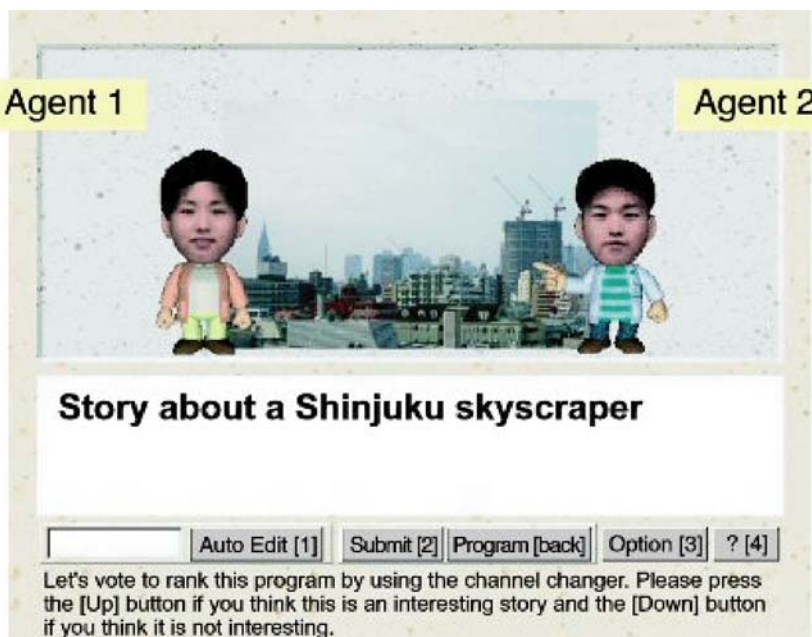 Agent 1
Agent 2
Story about a Shinjuku skyscraper
Auto Edit [1] Submit [2] Program [back] Option [3] ? [4]
Let's vote to rank this program by using the channel changer. Please press
the [Up] button if you think this is an interesting story and the [Down] button
if you think it is not interesting.